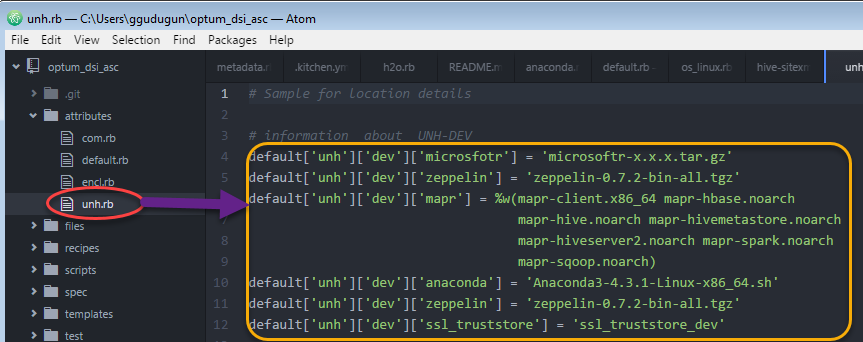 unh.rb — C:\Users\ggudugun\optum_dsi_asc — Atom
File Edit View Selection Find Packages Help
optum_dsi_asc
.git
attributes
com.rb
default.rb
encl.rb
unh.rb
files
recipes
scripts
spec
templates
test
metadata.r .kitchen.ym h2o.rb README.m anaconda. default.rb os_linux.rb hive-sitexm unh
1 # Sample for location details
2
3 # information about UNH-DEV
4 default['unh']['dev']['microsfotr'] = 'microsoftr-x.x.x.tar.gz'
5 default['unh']['dev']['zeppelin'] = 'zeppelin-0.7.2-bin-all.tgz'
6 default['unh']['dev']['mapr'] = %w(mapr-client.x86_64 mapr-hbase.noarch
7 mapr-hive.noarch mapr-hivemetastore.noarch
8 mapr-hiveserver2.noarch mapr-spark.noarch
9 mapr-sqoop.noarch)
10 default['unh']['dev']['anaconda'] = 'Anaconda3-4.3.1-Linux-x86_64.sh'
11 default['unh']['dev']['zeppelin'] = 'zeppelin-0.7.2-bin-all.tgz'
12 default['unh']['dev']['ssl_truststore'] = 'ssl_truststore_dev'